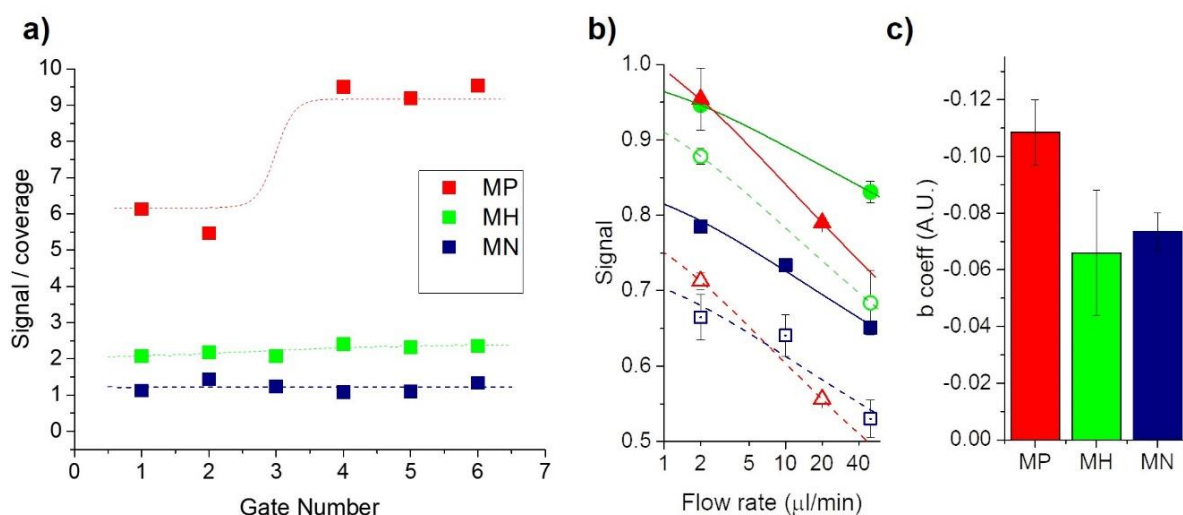 a)
10
9
8
7
6
5
4
3
2
1
0
Signal / coverage
MP
MH
MN
0 1 2 3 4 5 6 7
Gate Number
b)
1.0
0.9
0.8
0.7
0.6
0.5
Signal
1 2 5 10 20 40
Flow rate (μl/min)
c)
-0.12
-0.10
-0.08
-0.06
-0.04
-0.02
0.00
b coeff (A.U.)
MP MH MN